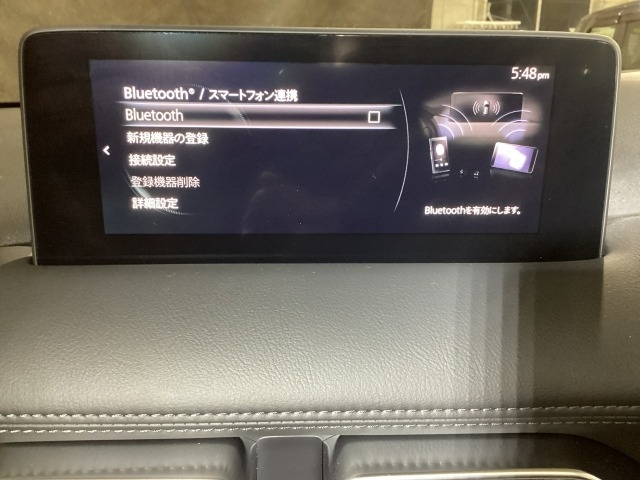 5:48 pm
Bluetooth® / スマートフォン連携
Bluetooth
新規機器の登録
接続設定
登録機器削除
詳細設定
Bluetoothを有効にします。